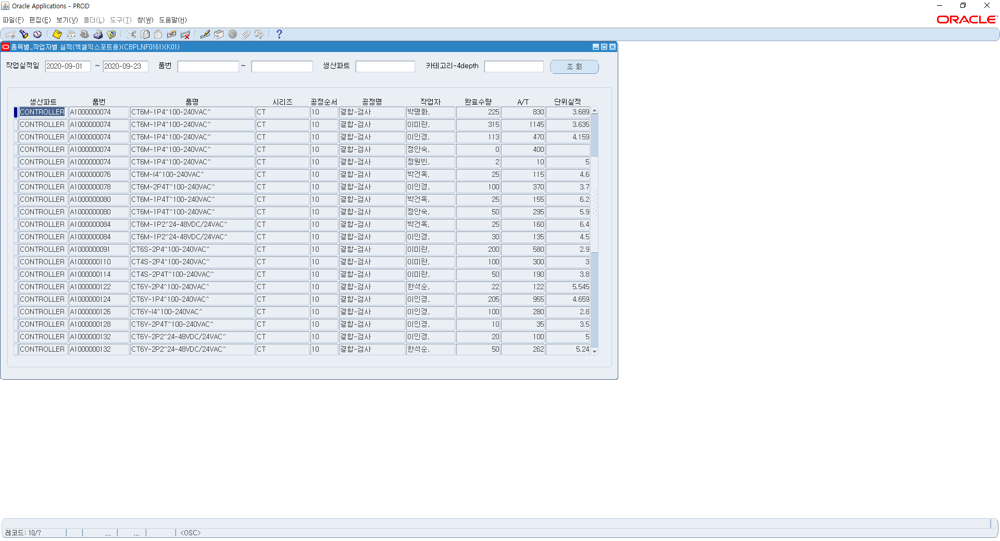 Oracle Applications - PROD
파일(F) 편집(E) 보기(V) 폴더(L) 도구(T) 창(W) 도움말(H)
ORACLE
품목별_작업자별 실적(엑셀익스포트용)(CBPLNF0161)(K01)
작업실적일 2020-09-01 ~ 2020-09-23 품번 ~ 생산파트 카테고리-4depth 조 회
생산파트 품번 품명 시리즈 공정순서 공정명 작업자 완료수량 A/T 단위실적
CONTROLLER A1000000074 CT6M-1P4^100-240VAC^ CT 10 결합-검사 박명화, 225 830 3.689
CONTROLLER A1000000074 CT6M-1P4^100-240VAC^ CT 10 결합-검사 이미란, 315 1145 3.635
CONTROLLER A1000000074 CT6M-1P4^100-240VAC^ CT 10 결합-검사 이인경, 113 470 4.159
CONTROLLER A1000000074 CT6M-1P4^100-240VAC^ CT 10 결합-검사 정안숙, 0 400
CONTROLLER A1000000074 CT6M-1P4^100-240VAC^ CT 10 결합-검사 정원빈, 2 10 5
CONTROLLER A1000000076 CT6M-I4^100-240VAC^ CT 10 결합-검사 박건옥, 25 115 4.6
CONTROLLER A1000000078 CT6M-2P4T^100-240VAC^ CT 10 결합-검사 이인경, 100 370 3.7
CONTROLLER A1000000080 CT6M-1P4T^100-240VAC^ CT 10 결합-검사 박건옥, 25 155 6.2
CONTROLLER A1000000080 CT6M-1P4T^100-240VAC^ CT 10 결합-검사 정안숙, 50 295 5.9
CONTROLLER A1000000084 CT6M-1P2^24-48VDC/24VAC^ CT 10 결합-검사 박건옥, 25 160 6.4
CONTROLLER A1000000084 CT6M-1P2^24-48VDC/24VAC^ CT 10 결합-검사 이인경, 30 135 4.5
CONTROLLER A1000000091 CT6S-2P4^100-240VAC^ CT 10 결합-검사 이미란, 200 580 2.9
CONTROLLER A1000000110 CT4S-2P4^100-240VAC^ CT 10 결합-검사 이미란, 100 300 3
CONTROLLER A1000000114 CT4S-2P4T^100-240VAC^ CT 10 결합-검사 이미란, 50 190 3.8
CONTROLLER A1000000122 CT6Y-2P4^100-240VAC^ CT 10 결합-검사 한석순, 22 122 5.545
CONTROLLER A1000000124 CT6Y-1P4^100-240VAC^ CT 10 결합-검사 이인경, 205 955 4.659
CONTROLLER A1000000126 CT6Y-I4^100-240VAC^ CT 10 결합-검사 이인경, 100 280 2.8
CONTROLLER A1000000128 CT6Y-2P4T^100-240VAC^ CT 10 결합-검사 이인경, 10 35 3.5
CONTROLLER A1000000132 CT6Y-2P2^24-48VDC/24VAC^ CT 10 결합-검사 이인경, 20 100 5
CONTROLLER A1000000132 CT6Y-2P2^24-48VDC/24VAC^ CT 10 결합-검사 한석순, 50 262 5.24
레코드: 10/? ... ... <OSC>